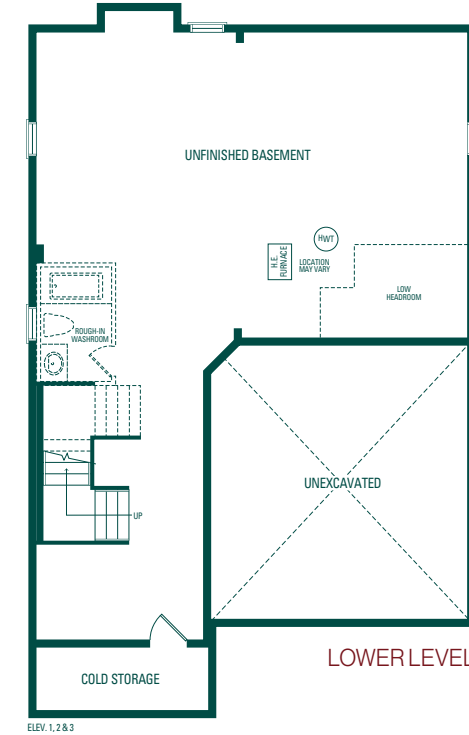 UNFINISHED BASEMENT
HWT
H.E.
FURNACE
LOCATION
MAY VARY
LOW
HEADROOM
ROUGH-IN
WASHROOM
UNEXCAVATED
UP
LOWER LEVEL
COLD STORAGE
ELEV. 1, 2 & 3